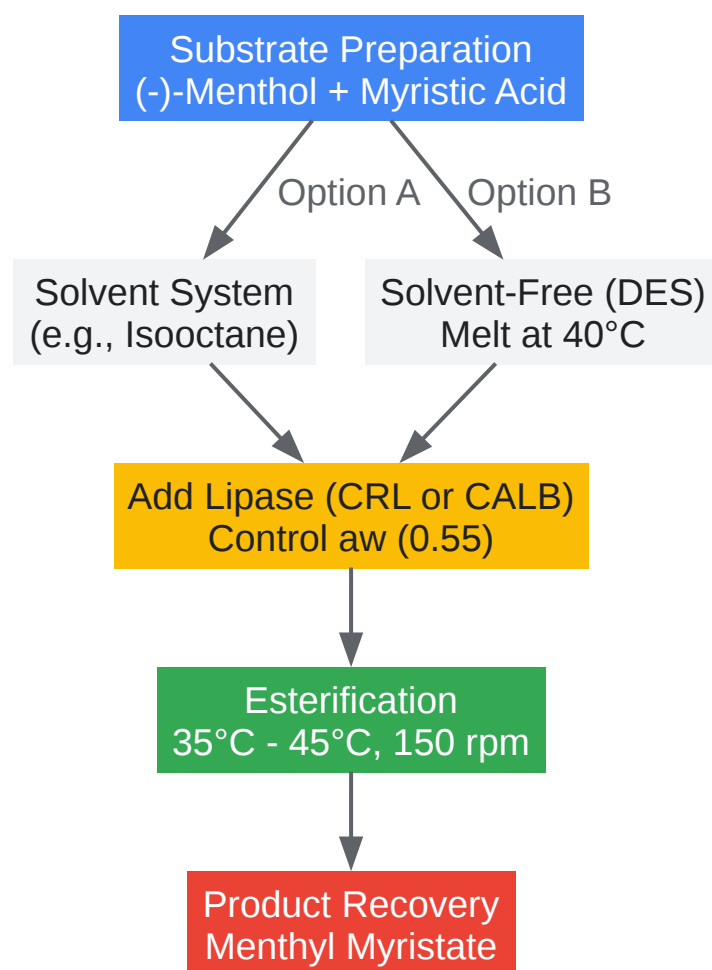 Substrate Preparation
(-)-Menthol + Myristic Acid
Option A
Option B
Solvent System
(e.g., Isooctane)
Solvent-Free (DES)
Melt at 40°C
Add Lipase (CRL or CALB)
Control aw (0.55)
Esterification
35°C - 45°C, 150 rpm
Product Recovery
Menthyl Myristate